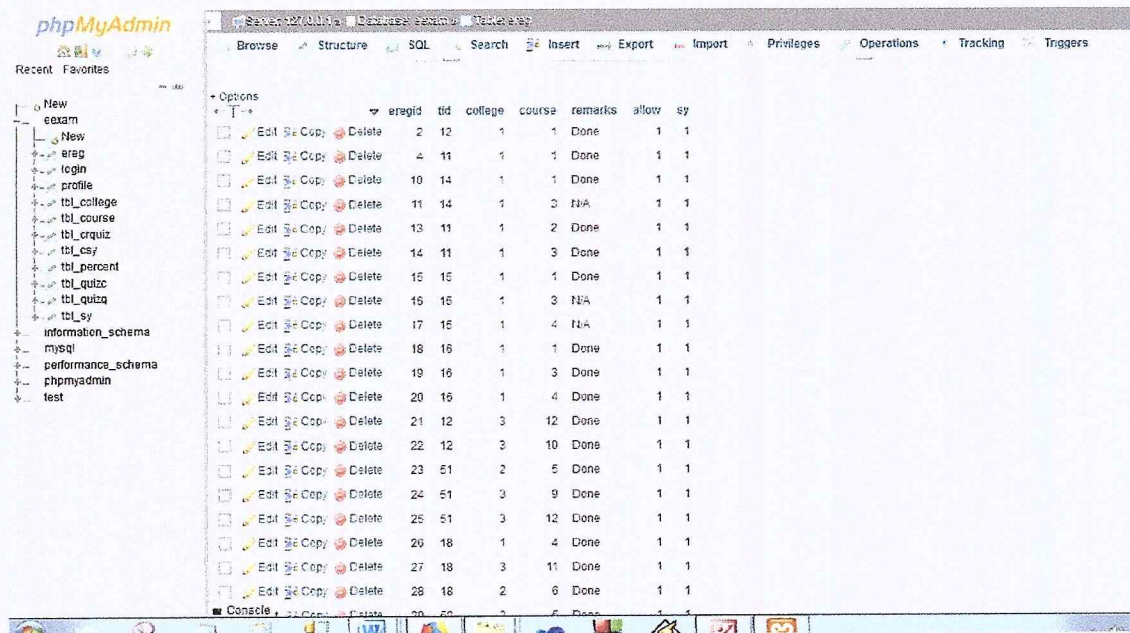 phpMyAdmin
Recent Favorites
New
eexam
New
ereg
login
profile
tbl_college
tbl_course
tbl_crquiz
tbl_csy
tbl_percent
tbl_quizc
tbl_quizq
tbl_sy
information_schema
mysql
performance_schema
phpmyadmin
test
Server: 127.0.0.1 » Database: eexam » Table: ereg
Browse Structure SQL Search Insert Export Import Privileges Operations Tracking Triggers
+ Options
←T→ eregid tid college course remarks allow sy
Edit Copy Delete 2 12 1 1 Done 1 1
Edit Copy Delete 4 11 1 1 Done 1 1
Edit Copy Delete 10 14 1 1 Done 1 1
Edit Copy Delete 11 14 1 3 N/A 1 1
Edit Copy Delete 13 11 1 2 Done 1 1
Edit Copy Delete 14 11 1 3 Done 1 1
Edit Copy Delete 15 15 1 1 Done 1 1
Edit Copy Delete 16 15 1 3 N/A 1 1
Edit Copy Delete 17 15 1 4 N/A 1 1
Edit Copy Delete 18 16 1 1 Done 1 1
Edit Copy Delete 19 16 1 3 Done 1 1
Edit Copy Delete 20 16 1 4 Done 1 1
Edit Copy Delete 21 12 3 12 Done 1 1
Edit Copy Delete 22 12 3 10 Done 1 1
Edit Copy Delete 23 51 2 5 Done 1 1
Edit Copy Delete 24 51 3 9 Done 1 1
Edit Copy Delete 25 51 3 12 Done 1 1
Edit Copy Delete 26 18 1 4 Done 1 1
Edit Copy Delete 27 18 3 11 Done 1 1
Edit Copy Delete 28 18 2 6 Done 1 1
Console